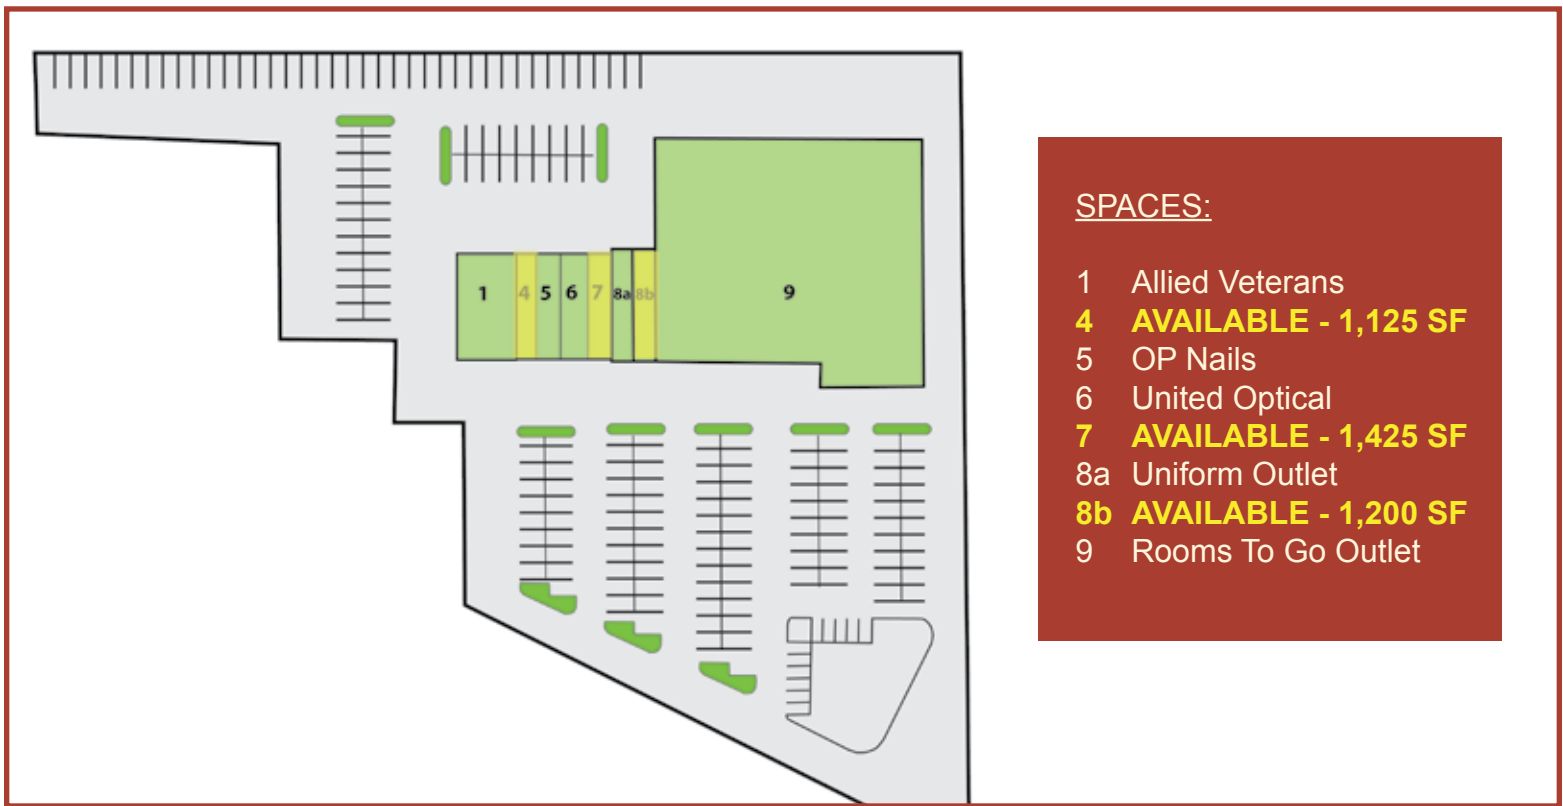 1 4 5 6 7 8a 8b 9
SPACES:
1 Allied Veterans
4 AVAILABLE - 1,125 SF
5 OP Nails
6 United Optical
7 AVAILABLE - 1,425 SF
8a Uniform Outlet
8b AVAILABLE - 1,200 SF
9 Rooms To Go Outlet